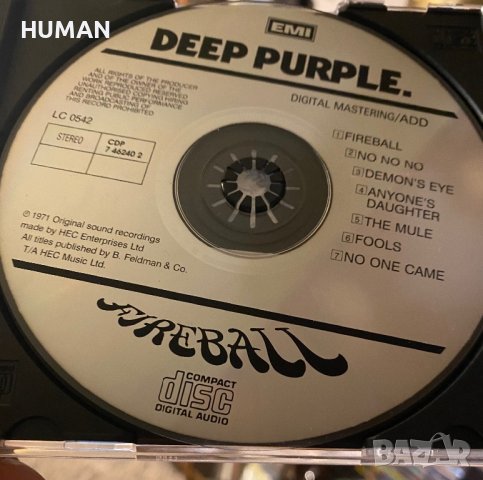 HUMAN
EMI
DEEP PURPLE.
ALL RIGHTS OF THE PRODUCER
AND OF THE OWNER OF THE
WORK REPRODUCED RESERVED
UNAUTHORISED COPYING HIRING
RENTING PUBLIC PERFORMANCE
AND BROADCASTING OF
THIS RECORD PROHIBITED
DIGITAL MASTERING/ADD
LC 0542
STEREO
CDP
7 46240 2
1 FIREBALL
2 NO NO NO
3 DEMON'S EYE
4 ANYONE'S
DAUGHTER
5 THE MULE
6 FOOLS
7 NO ONE CAME
℗ 1971 Original sound recordings
made by HEC Enterprises Ltd
All titles published by B. Feldman & Co.
T/A HEC Music Ltd.
FIREBALL
COMPACT
disc
DIGITAL AUDIO
BAZAR